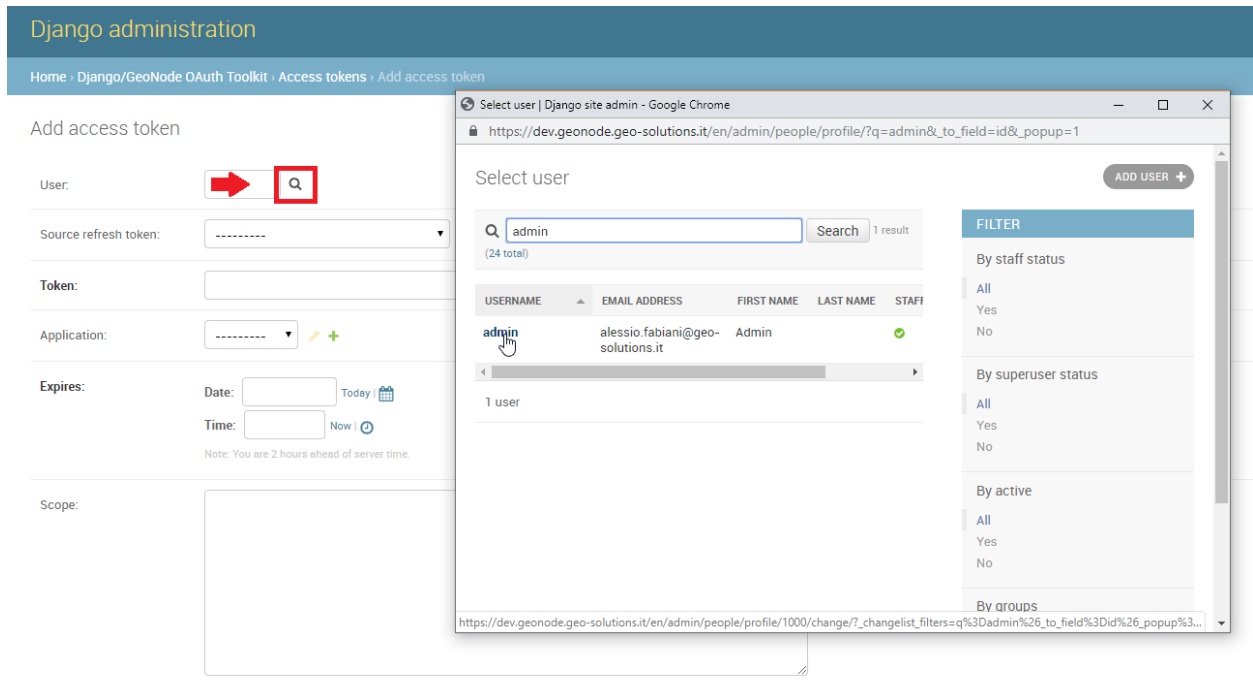 Django administration
Home › Django/GeoNode OAuth Toolkit › Access tokens › Add access token
Add access token
User:
Source refresh token:
---------
Token:
Application:
---------
Expires:
Date:
Today |
Time:
Now |
Note: You are 2 hours ahead of server time.
Scope:
Select user | Django site admin - Google Chrome
https://dev.geonode.geo-solutions.it/en/admin/people/profile/?q=admin&_to_field=id&_popup=1
Select user
ADD USER +
admin
Search
1 result
(24 total)
USERNAME EMAIL ADDRESS FIRST NAME LAST NAME STAFF
admin alessio.fabiani@geo- Admin
solutions.it
1 user
FILTER
By staff status
All
Yes
No
By superuser status
All
Yes
No
By active
All
Yes
No
By groups
https://dev.geonode.geo-solutions.it/en/admin/people/profile/1000/change/?_changelist_filters=q%3Dadmin%26_to_field%3Did%26_popup%3...